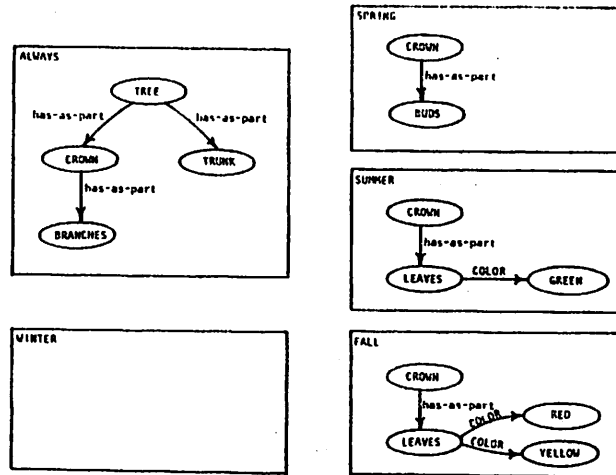 ALWAYS
TREE
has-as-part
has-as-part
CROWN
TRUNK
has-as-part
BRANCHES
WINTER
SPRING
CROWN
has-as-part
BUDS
SUMMER
CROWN
has-as-part
LEAVES
COLOR
GREEN
FALL
CROWN
has-as-part
COLOR
RED
LEAVES
COLOR
YELLOW